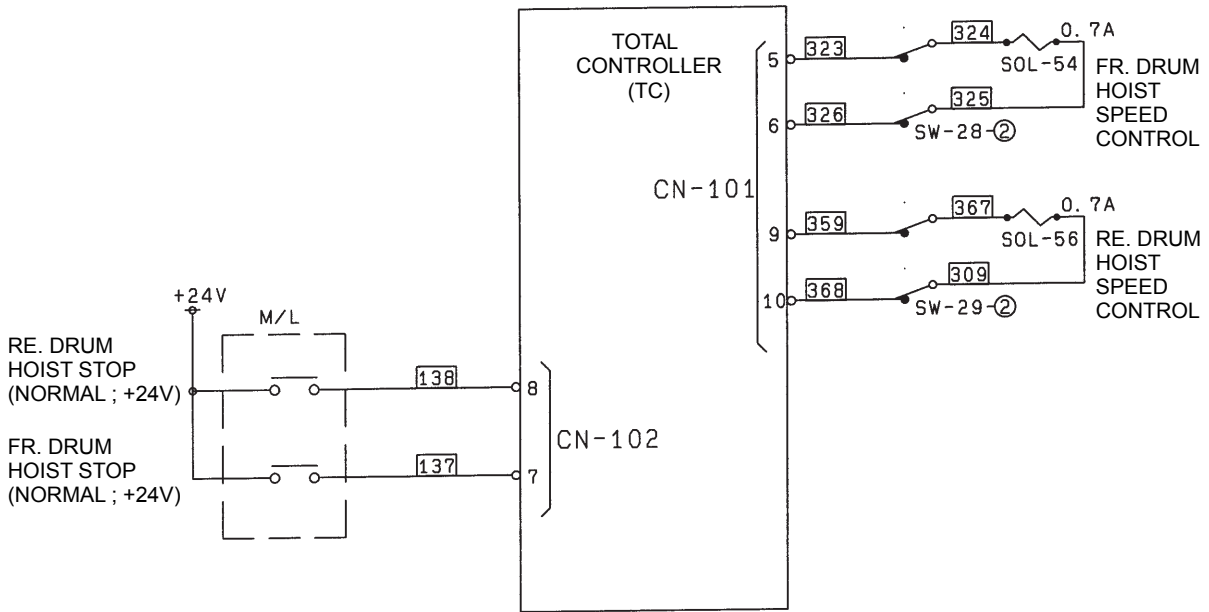 TOTAL
CONTROLLER
(TC)
CN-101
5
323
324
0.7A
SOL-54
FR. DRUM
HOIST
SPEED
CONTROL
6
326
325
SW-28-②
9
359
367
0.7A
SOL-56
RE. DRUM
HOIST
SPEED
CONTROL
10
368
309
SW-29-②
+24V
M/L
RE. DRUM
HOIST STOP
(NORMAL ; +24V)
138
8
CN-102
FR. DRUM
HOIST STOP
(NORMAL ; +24V)
137
7